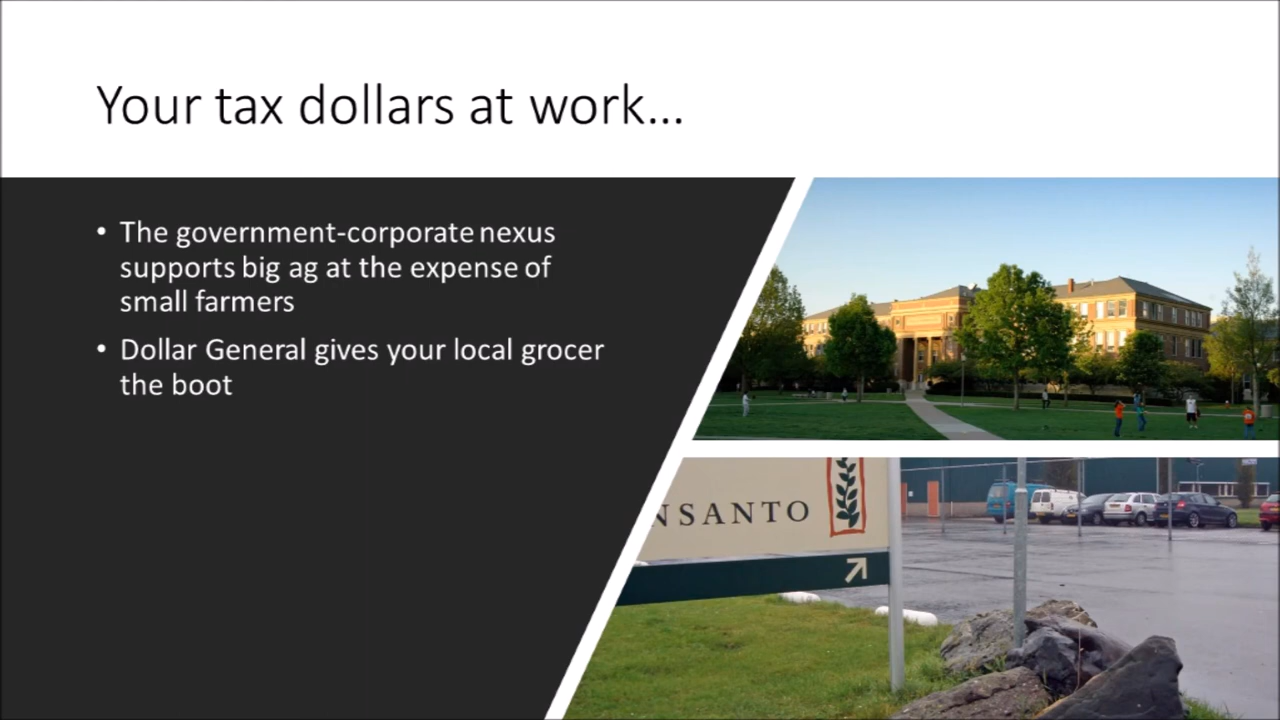 Your tax dollars at work...
• The government-corporate nexus
supports big ag at the expense of
small farmers
• Dollar General gives your local grocer
the boot
NSANTO